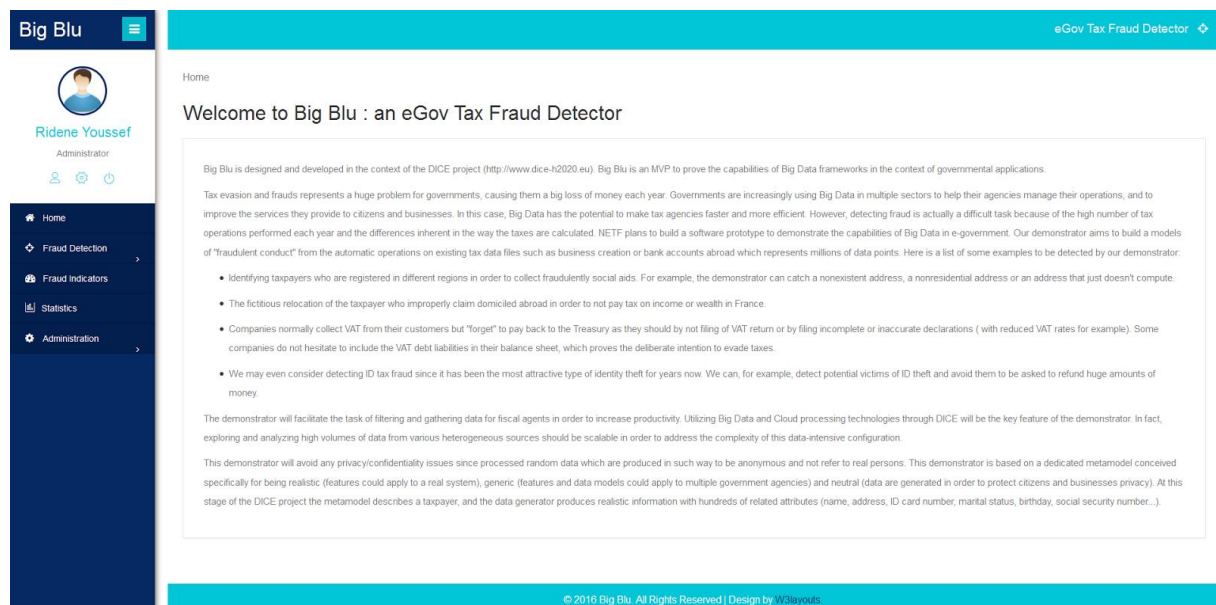 Big Blu
eGov Tax Fraud Detector
Ridene Youssef
Administrator
Home
Fraud Detection
Fraud Indicators
Statistics
Administration
Home
Welcome to Big Blu : an eGov Tax Fraud Detector
Big Blu is designed and developed in the context of the DICE project (http://www.dice-h2020.eu). Big Blu is an MVP to prove the capabilities of Big Data frameworks in the context of governmental applications.
Tax evasion and frauds represents a huge problem for governments, causing them a big loss of money each year. Governments are increasingly using Big Data in multiple sectors to help their agencies manage their operations, and to
improve the services they provide to citizens and businesses. In this case, Big Data has the potential to make tax agencies faster and more efficient. However, detecting fraud is actually a difficult task because of the high number of tax
operations performed each year and the differences inherent in the way the taxes are calculated. NETF plans to build a software prototype to demonstrate the capabilities of Big Data in e-government. Our demonstrator aims to build a models
of "fraudulent conduct" from the automatic operations on existing tax data files such as business creation or bank accounts abroad which represents millions of data points. Here is a list of some examples to be detected by our demonstrator:
• Identifying taxpayers who are registered in different regions in order to collect fraudulently social aids. For example, the demonstrator can catch a nonexistent address, a nonresidential address or an address that just doesn't compute.
• The fictitious relocation of the taxpayer who improperly claim domiciled abroad in order to not pay tax on income or wealth in France.
• Companies normally collect VAT from their customers but "forget" to pay back to the Treasury as they should by not filing of VAT return or by filing incomplete or inaccurate declarations ( with reduced VAT rates for example). Some
companies do not hesitate to include the VAT debt liabilities in their balance sheet, which proves the deliberate intention to evade taxes.
• We may even consider detecting ID tax fraud since it has been the most attractive type of identity theft for years now. We can, for example, detect potential victims of ID theft and avoid them to be asked to refund huge amounts of
money.
The demonstrator will facilitate the task of filtering and gathering data for fiscal agents in order to increase productivity. Utilizing Big Data and Cloud processing technologies through DICE will be the key feature of the demonstrator. In fact,
exploring and analyzing high volumes of data from various heterogeneous sources should be scalable in order to address the complexity of this data-intensive configuration.
This demonstrator will avoid any privacy/confidentiality issues since processed random data which are produced in such way to be anonymous and not refer to real persons. This demonstrator is based on a dedicated metamodel conceived
specifically for being realistic (features could apply to a real system), generic (features and data models could apply to multiple government agencies) and neutral (data are generated in order to protect citizens and businesses privacy). At this
stage of the DICE project the metamodel describes a taxpayer, and the data generator produces realistic information with hundreds of related attributes (name, address, ID card number, marital status, birthday, social security number...).
© 2016 Big Blu. All Rights Reserved | Design by W3layouts.